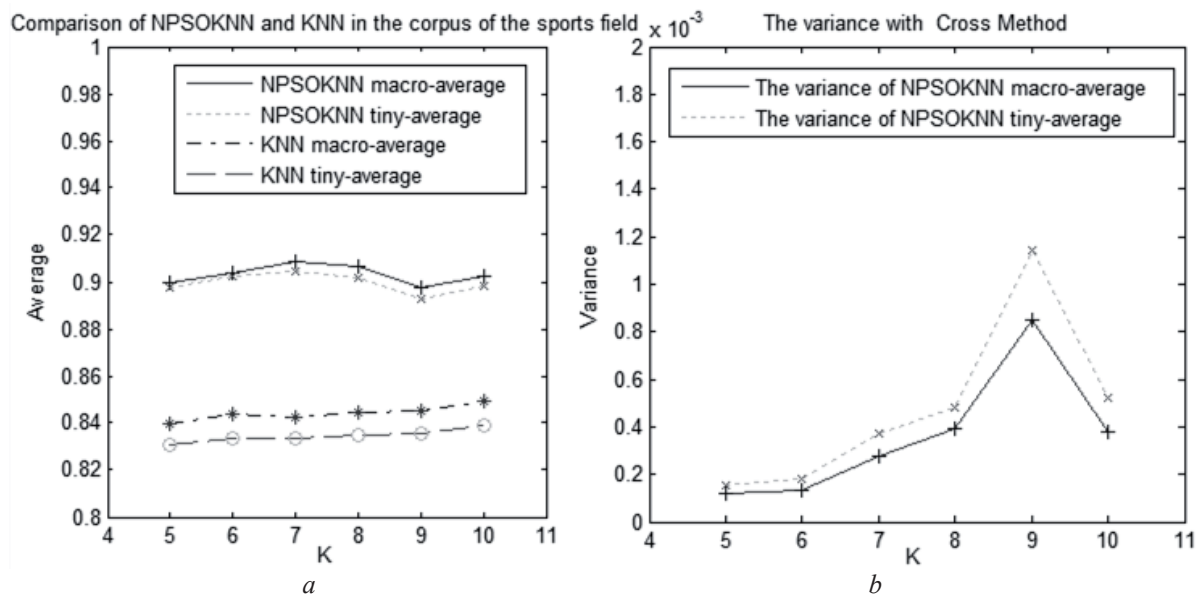 Comparison of NPSOKNN and KNN in the corpus of the sports field
1
0.98
0.96
0.94
0.92
0.9
0.88
0.86
0.84
0.82
0.8
Average
NPSOKNN macro-average
NPSOKNN tiny-average
KNN macro-average
KNN tiny-average
4 5 6 7 8 9 10 11
K
a
The variance with Cross Method
x 10-3
2
1.8
1.6
1.4
1.2
1
0.8
0.6
0.4
0.2
0
Variance
The variance of NPSOKNN macro-average
The variance of NPSOKNN tiny-average
4 5 6 7 8 9 10 11
K
b